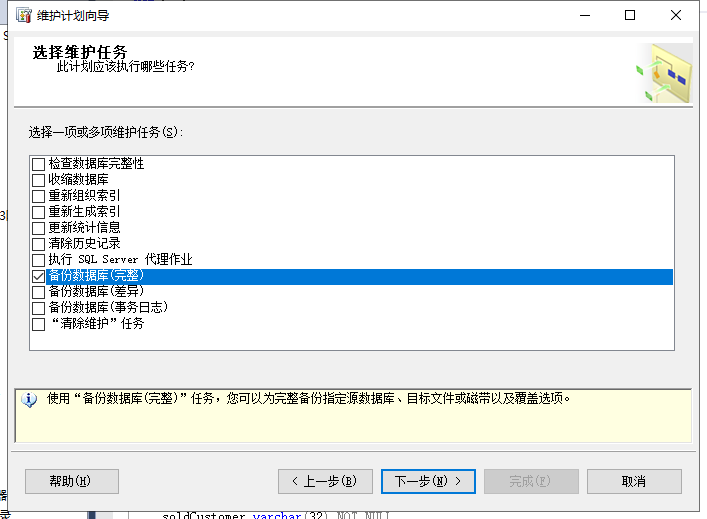 维护计划向导
选择维护任务
此计划应该执行哪些任务?
选择一项或多项维护任务(S):
检查数据库完整性
收缩数据库
重新组织索引
重新生成索引
更新统计信息
清除历史记录
执行 SQL Server 代理作业
备份数据库(完整)
备份数据库(差异)
备份数据库(事务日志)
“清除维护”任务
使用“备份数据库(完整)”任务，您可以为完整备份指定源数据库、目标文件或磁带以及覆盖选项。
帮助(H)
< 上一步(B)
下一步(N) >
完成(F)
取消
器
录
soldCustomer varchar(32) NOT NULL